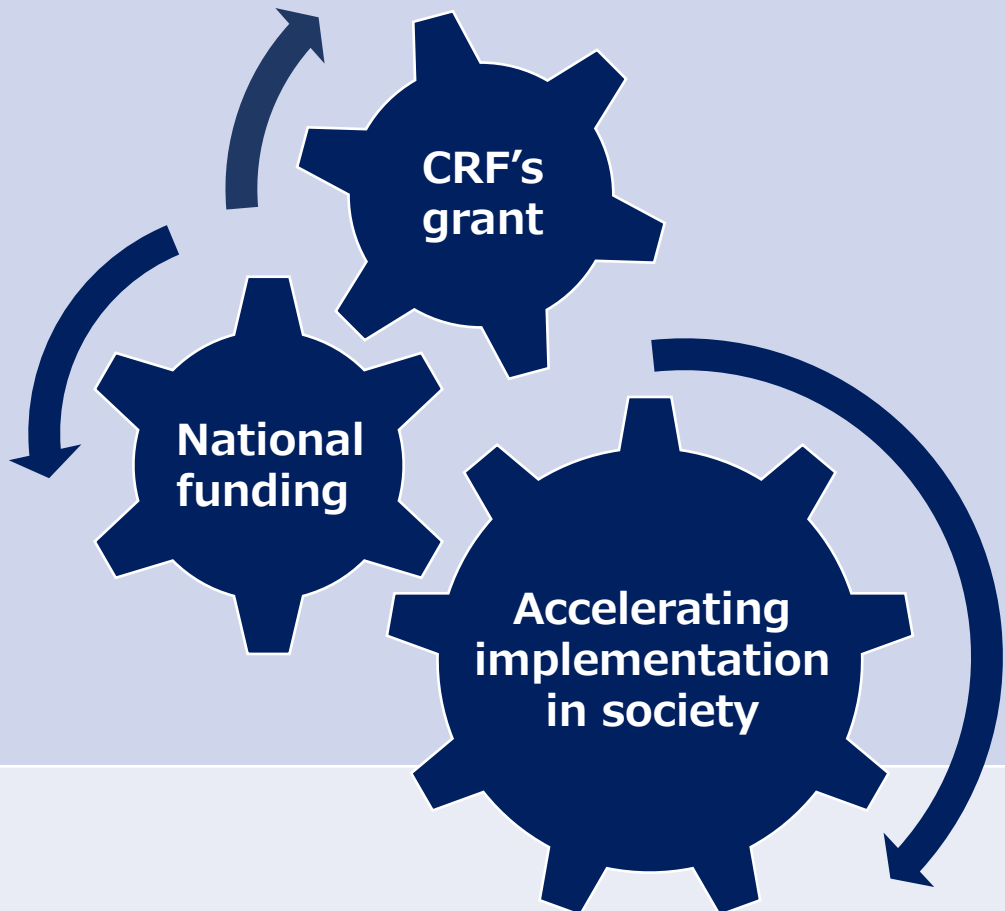 CRF’s
grant
National
funding
Accelerating
implementation
in society